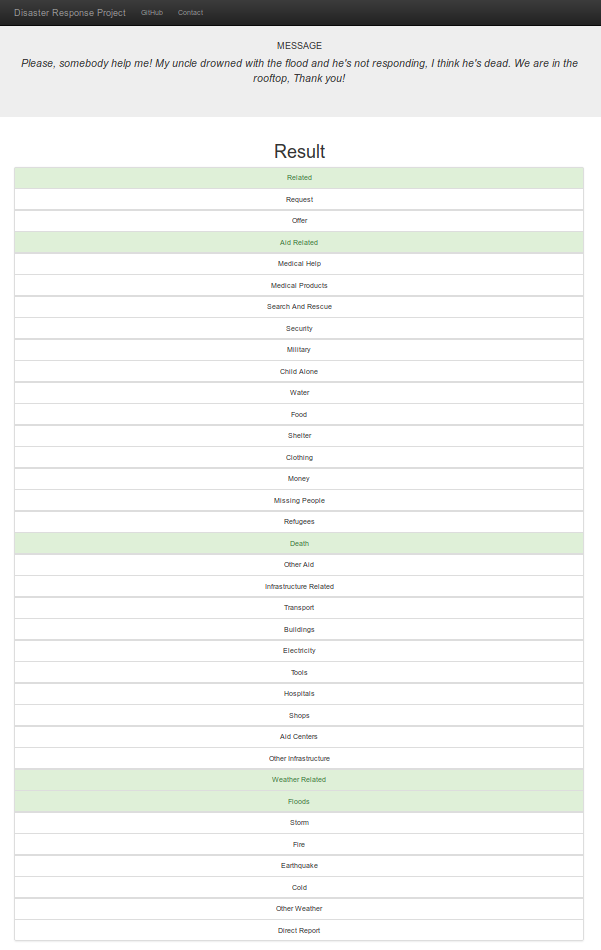 Disaster Response Project GitHub Contact
MESSAGE
Please, somebody help me! My uncle drowned with the flood and he's not responding, I think he's dead. We are in the
rooftop, Thank you!
Result
Related
Request
Offer
Aid Related
Medical Help
Medical Products
Search And Rescue
Security
Military
Child Alone
Water
Food
Shelter
Clothing
Money
Missing People
Refugees
Death
Other Aid
Infrastructure Related
Transport
Buildings
Electricity
Tools
Hospitals
Shops
Aid Centers
Other Infrastructure
Weather Related
Floods
Storm
Fire
Earthquake
Cold
Other Weather
Direct Report